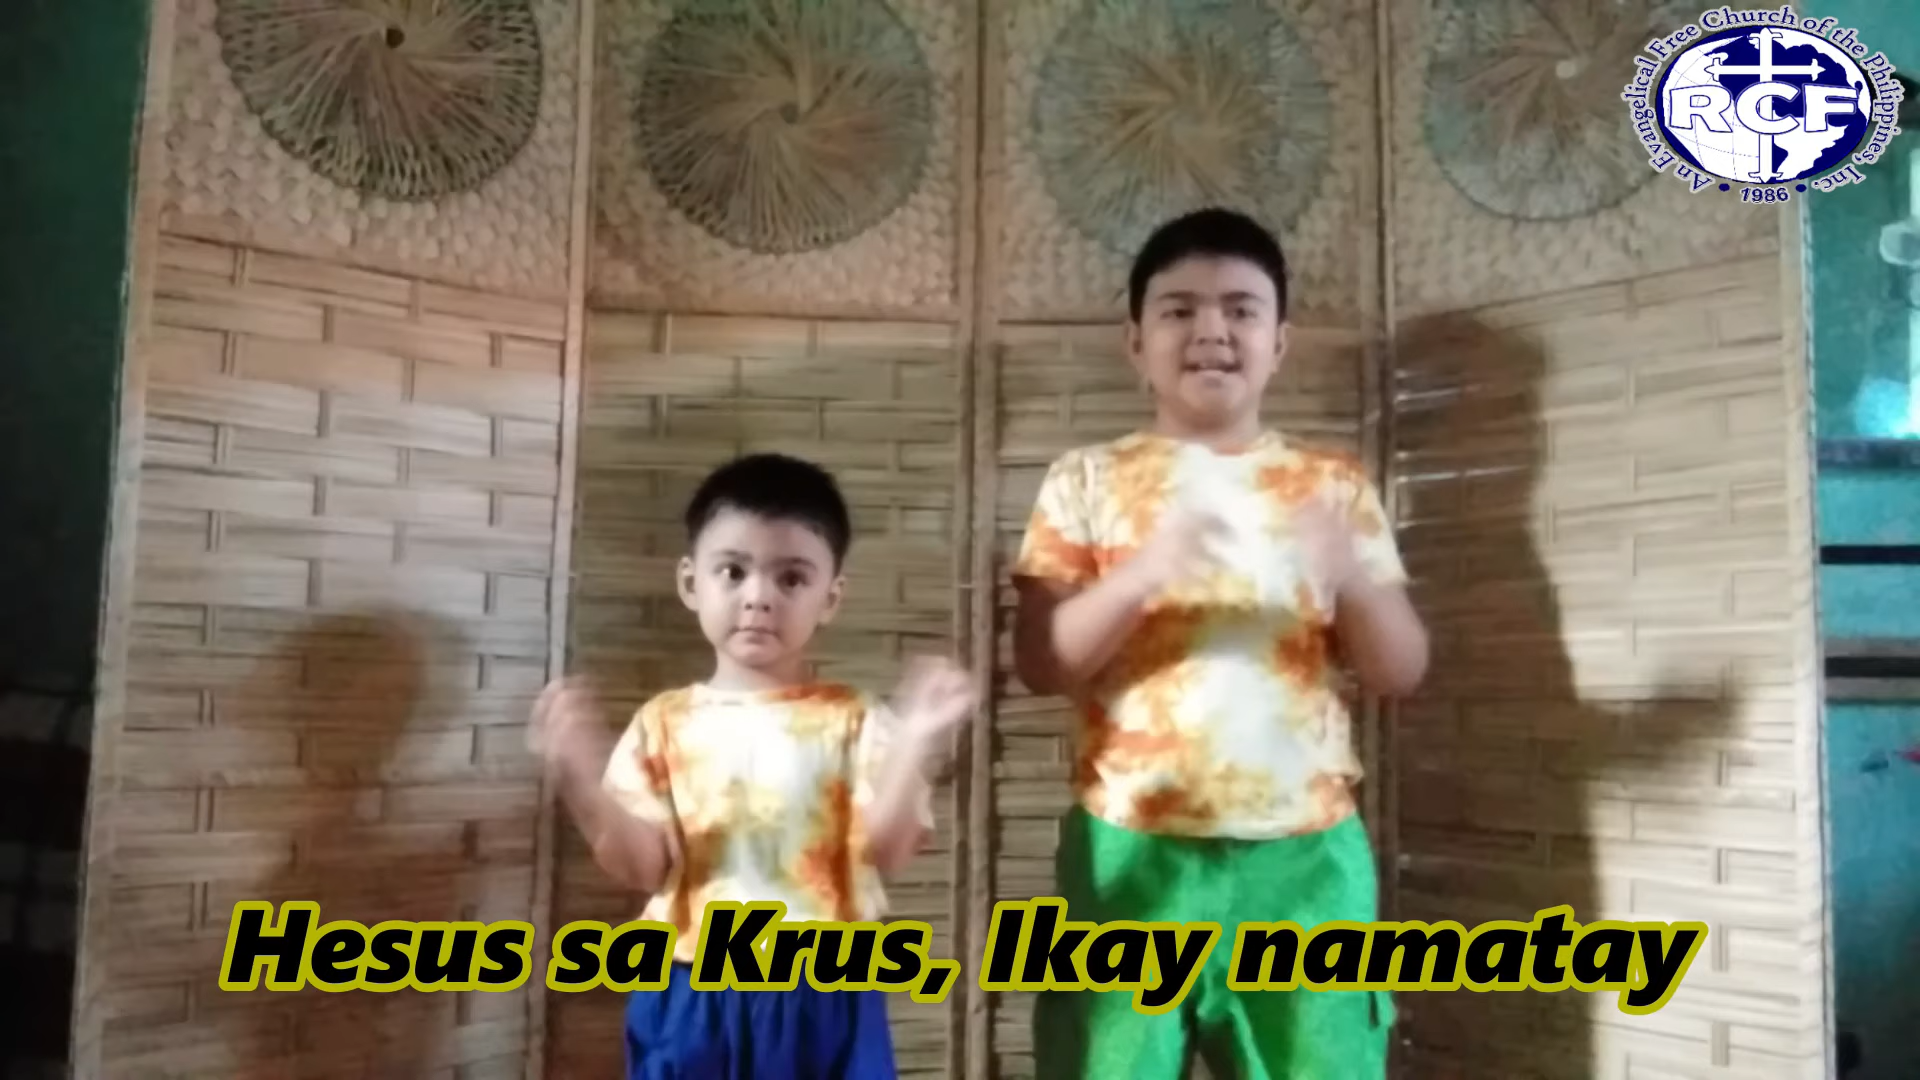 An Evangelical Free Church of the Philippines, Inc.
RCF
• 1986 •
Hesus sa Krus, Ikay namatay